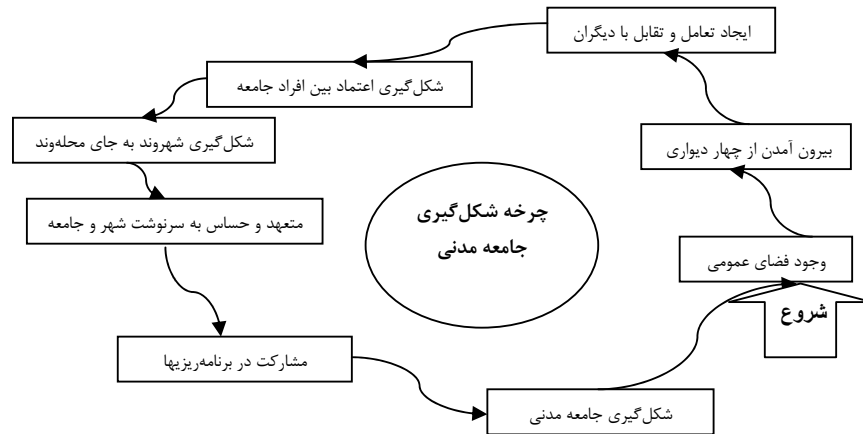 ایجاد تعامل و تقابل با دیگران
شکل‌گیری اعتماد بین افراد جامعه
شکل‌گیری شهروند به جای محله‌وند
بیرون آمدن از چهار دیواری
چرخه شکل‌گیری
جامعه مدنی
متعهد و حساس به سرنوشت شهر و جامعه
وجود فضای عمومی
شروع
مشارکت در برنامه‌ریزیها
شکل‌گیری جامعه مدنی